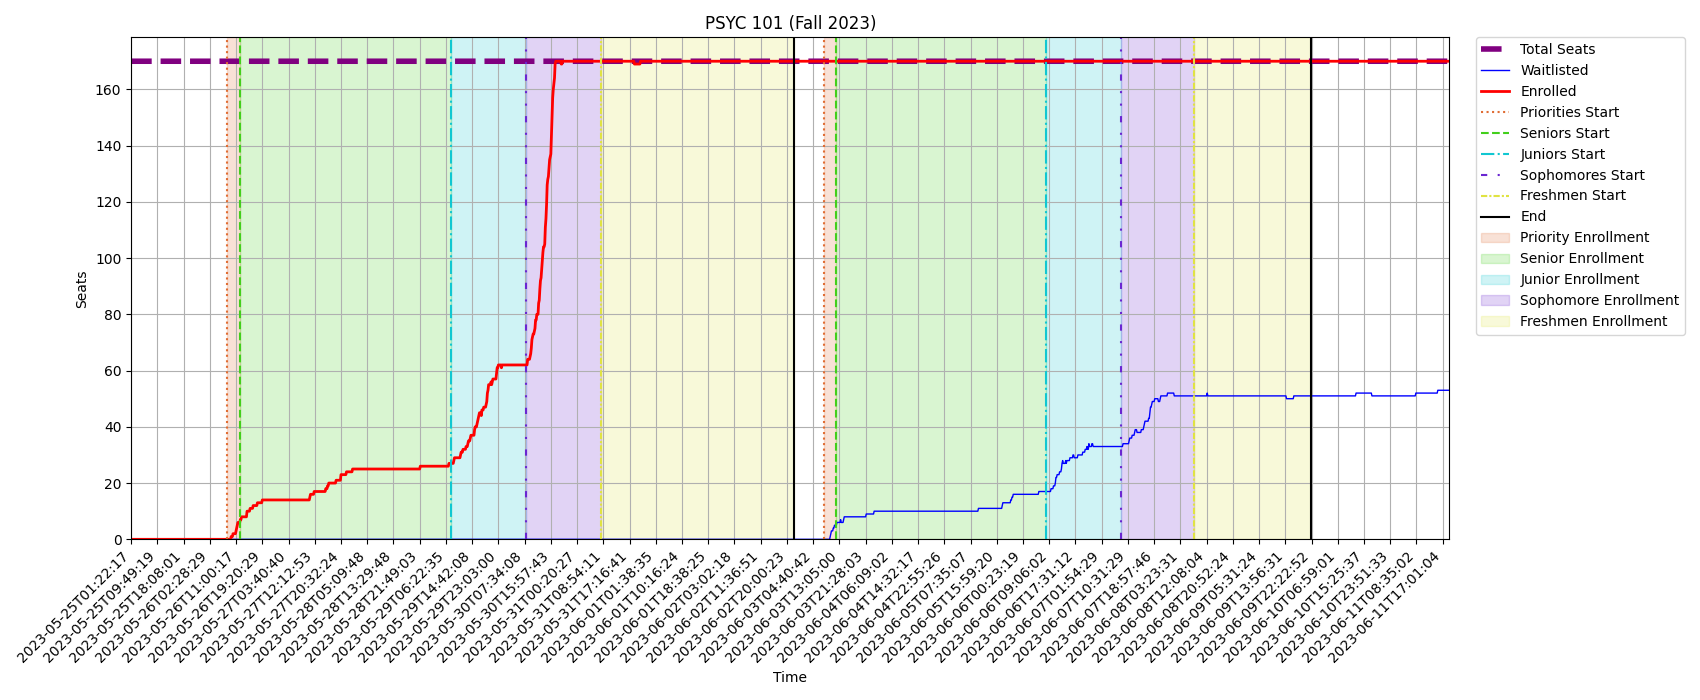 PSYC 101 (Fall 2023)
Seats
160
140
120
100
80
60
40
20
0
2023-05-25T01:22:17
2023-05-25T09:49:19
2023-05-25T18:08:01
2023-05-26T02:28:29
2023-05-26T11:00:17
2023-05-26T19:20:29
2023-05-27T03:40:40
2023-05-27T12:12:53
2023-05-27T20:32:24
2023-05-28T05:09:48
2023-05-28T13:29:48
2023-05-28T21:49:03
2023-05-29T06:22:35
2023-05-29T14:42:08
2023-05-29T23:03:00
2023-05-30T07:34:08
2023-05-30T15:57:43
2023-05-31T00:20:27
2023-05-31T08:54:11
2023-05-31T17:16:41
2023-06-01T01:38:35
2023-06-01T10:16:24
2023-06-01T18:38:25
2023-06-02T03:02:18
2023-06-02T11:36:51
2023-06-02T20:00:23
2023-06-03T04:40:42
2023-06-03T13:05:00
2023-06-03T21:28:03
2023-06-04T06:09:02
2023-06-04T14:32:17
2023-06-04T22:55:26
2023-06-05T07:35:07
2023-06-05T15:59:20
2023-06-06T00:23:19
2023-06-06T09:06:02
2023-06-06T17:31:12
2023-06-07T01:54:29
2023-06-07T10:31:29
2023-06-07T18:57:46
2023-06-08T03:23:31
2023-06-08T12:08:04
2023-06-08T20:52:24
2023-06-09T05:31:24
2023-06-09T13:56:31
2023-06-09T22:22:52
2023-06-10T06:59:01
2023-06-10T15:25:37
2023-06-10T23:51:33
2023-06-11T08:35:02
2023-06-11T17:01:04
Time
Total Seats
Waitlisted
Enrolled
Priorities Start
Seniors Start
Juniors Start
Sophomores Start
Freshmen Start
End
Priority Enrollment
Senior Enrollment
Junior Enrollment
Sophomore Enrollment
Freshmen Enrollment